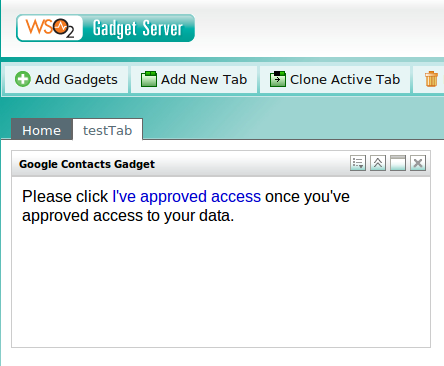 WSO2 Gadget Server
Add Gadgets Add New Tab Clone Active Tab
Home testTab
Google Contacts Gadget
Please click I've approved access once you've
approved access to your data.